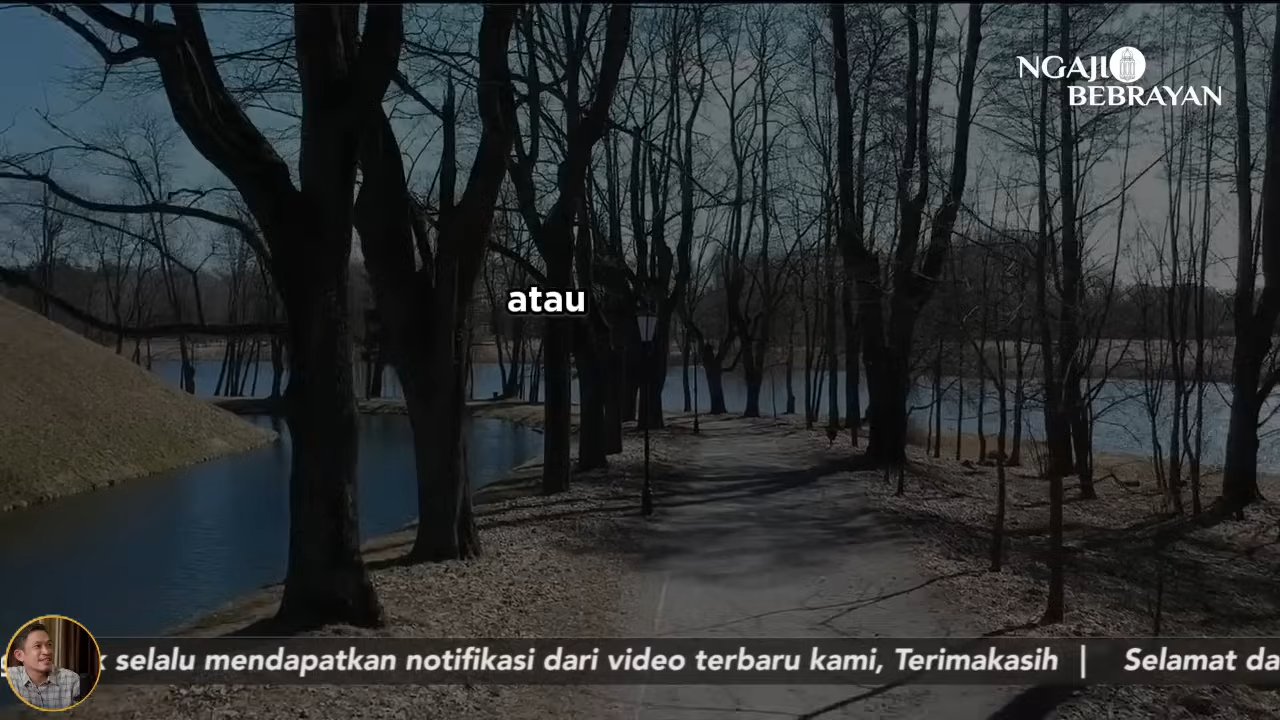 NGAJI
BEBRAYAN
atau
selalu mendapatkan notifikasi dari video terbaru kami, Terimakasih | Selamat da